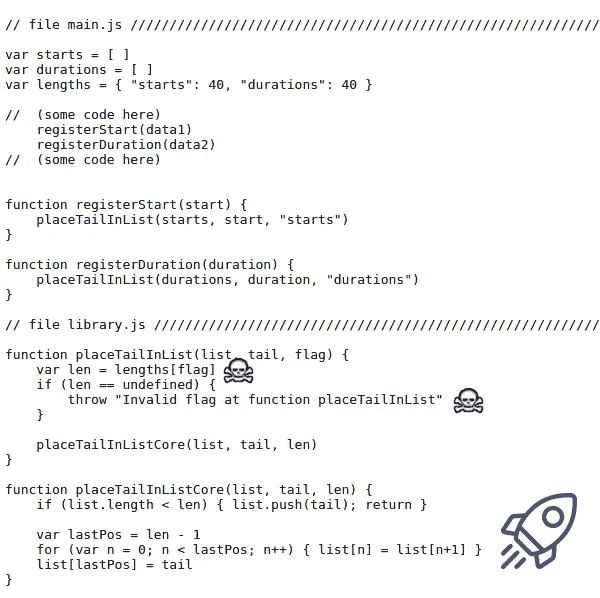 // file main.js ////////////////////////////////////////////////////////////
var starts = [ ]
var durations = [ ]
var lengths = { "starts": 40, "durations": 40 }
//  (some code here)
    registerStart(data1)
    registerDuration(data2)
//  (some code here)
function registerStart(start) {
    placeTailInList(starts, start, "starts")
}
function registerDuration(duration) {
    placeTailInList(durations, duration, "durations")
}
// file library.js /////////////////////////////////////////////////////////
function placeTailInList(list, tail, flag) {
    var len = lengths[flag]
    if (len == undefined) {
        throw "Invalid flag at function placeTailInList"
    }
    placeTailInListCore(list, tail, len)
}
function placeTailInListCore(list, tail, len) {
    if (list.length < len) { list.push(tail); return }
    var lastPos = len - 1
    for (var n = 0; n < lastPos; n++) { list[n] = list[n+1] }
    list[lastPos] = tail
}